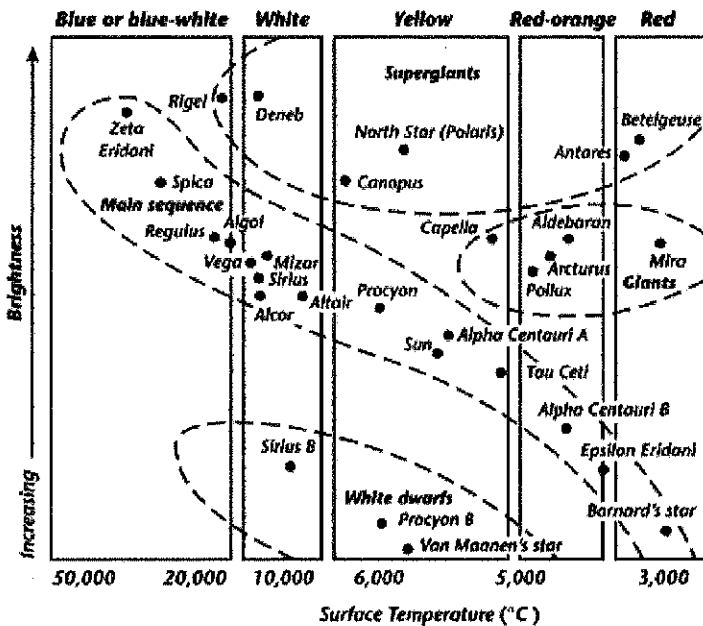 Blue or blue-white White Yellow Red-orange Red
Supergiants
Rigel
Deneb
Zeta
Eridani
North Star (Polaris)
Betelgeuse
Antares
Spica
Canopus
Main sequence
Algol
Regulus
Capella
Aldebaran
Vega
Mizar
Arcturus
Mira
Sirius
Pollux
Giants
Altair
Procyon
Alcor
Alpha Centauri A
Sun
Tau Ceti
Alpha Centauri B
Sirius B
Epsilon Eridani
White dwarfs
Barnard's star
Procyon B
Van Maanen's star
Increasing Brightness
50,000 20,000 10,000 6,000 5,000 3,000
Surface Temperature (°C)